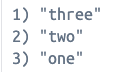 1) "three"
2) "two"
3) "one"